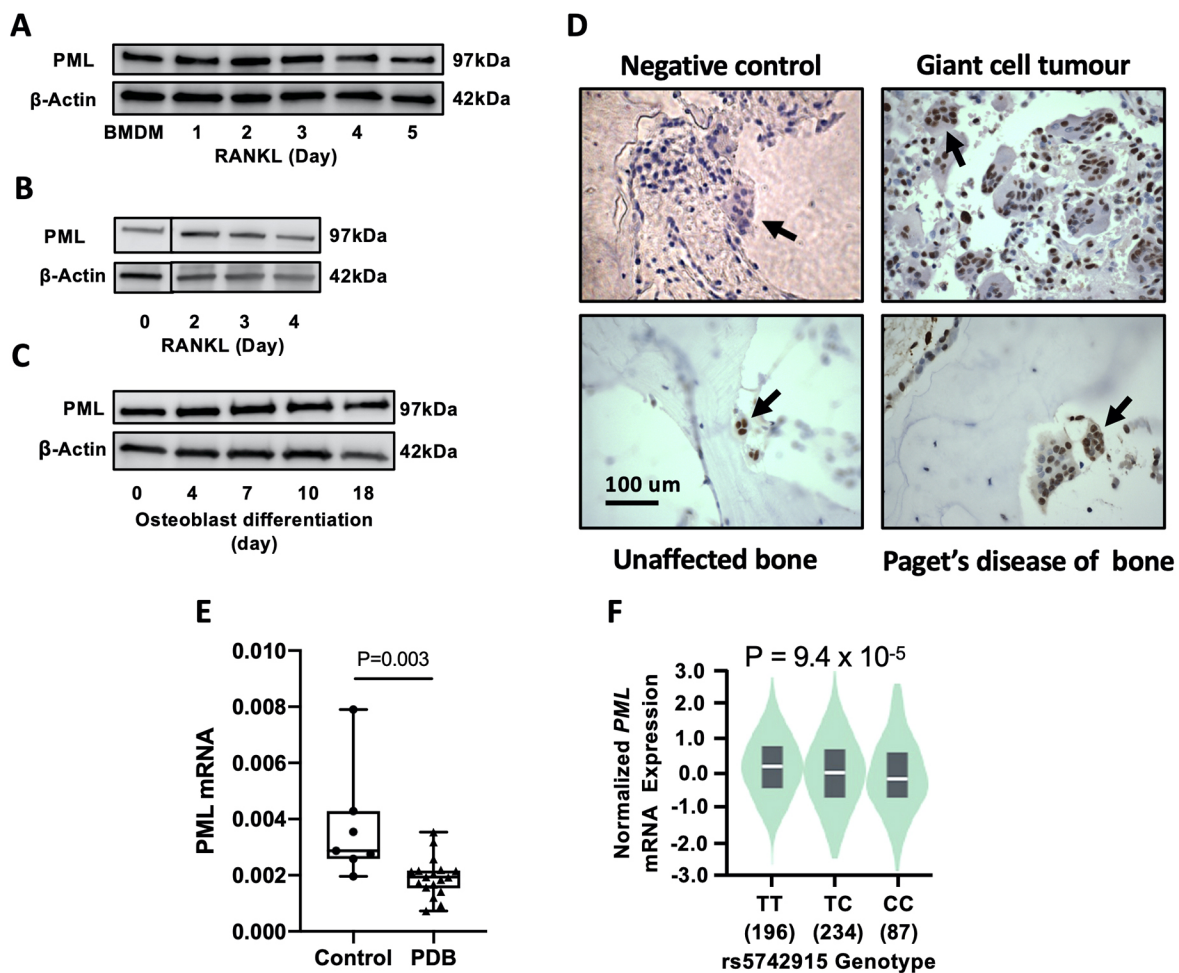 A
PML
97kDa
β-Actin
42kDa
BMDM 1 2 3 4 5
RANKL (Day)
B
PML
97kDa
β-Actin
42kDa
0 2 3 4
RANKL (Day)
C
PML
97kDa
β-Actin
42kDa
0 4 7 10 18
Osteoblast differentiation
(day)
D
Negative control
Giant cell tumour
100 um
Unaffected bone
Paget’s disease of bone
E
P=0.003
PML mRNA
0.010
0.008
0.006
0.004
0.002
0.000
Control PDB
F
P = 9.4 x 10-5
Normalized PML
mRNA Expression
3.0
2.0
1.0
0.0
-1.0
-2.0
-3.0
TT TC CC
(196) (234) (87)
rs5742915 Genotype